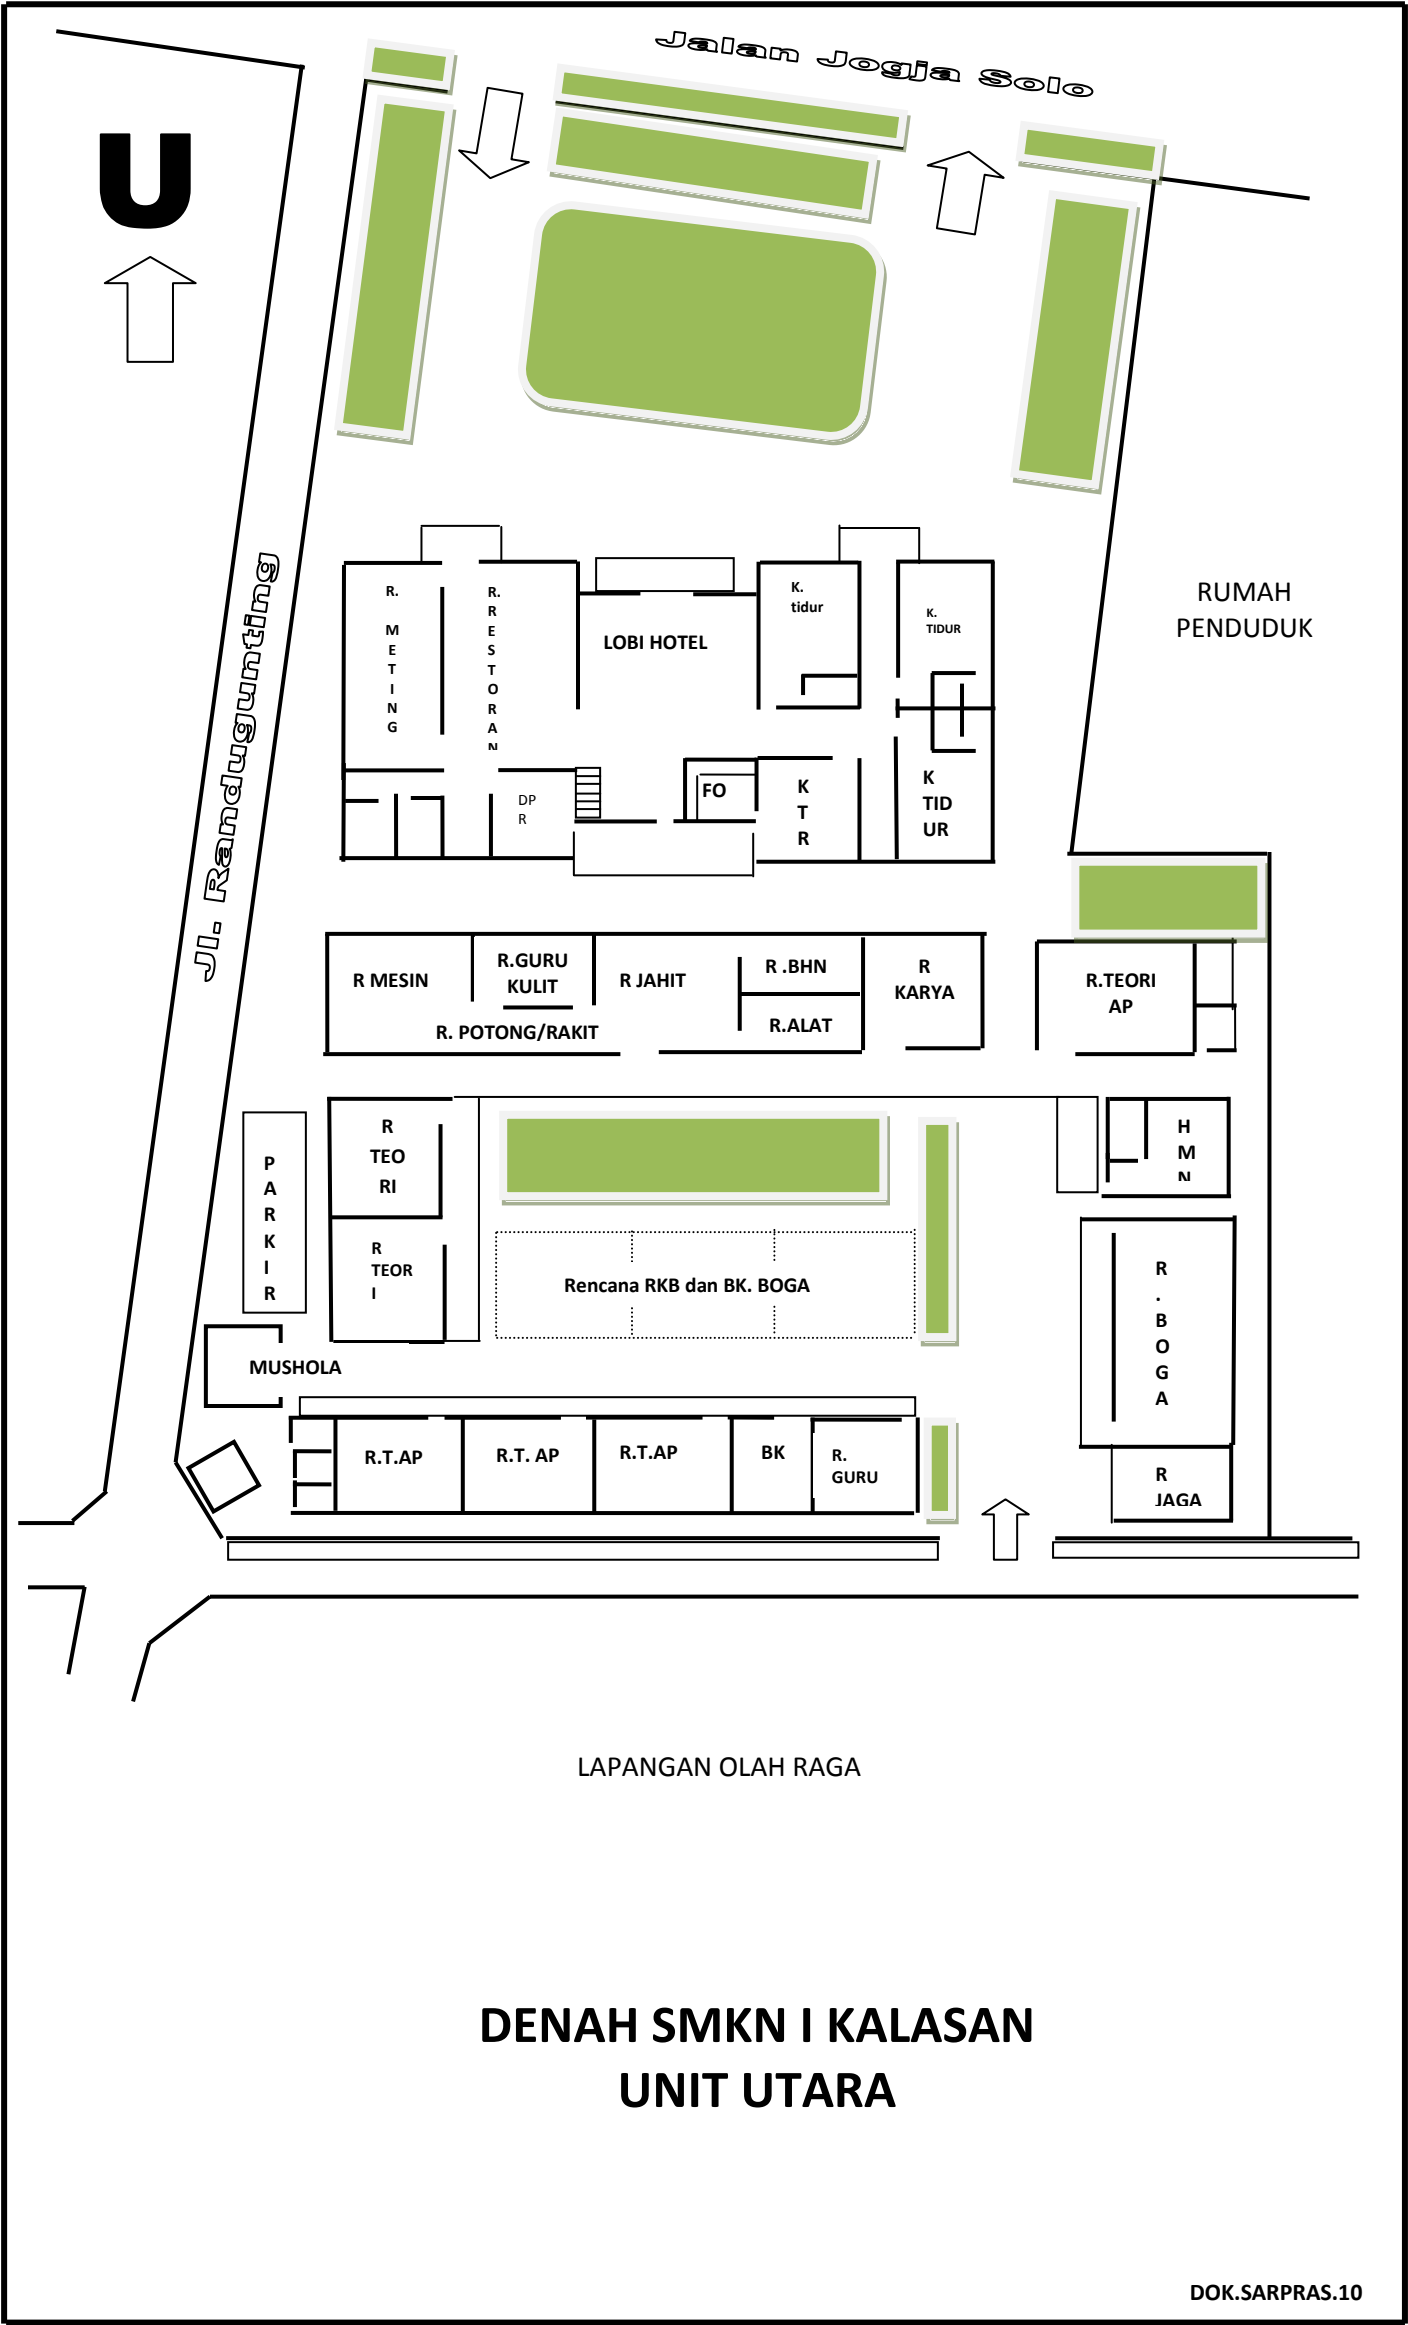 Jalan Jogja Solo
U
Jl. Randugunting
RUMAH
PENDUDUK
R.
M
E
T
I
N
G
R.
R
E
S
T
O
R
A
N
LOBI HOTEL
K.
tidur
K.
TIDUR
DP
R
FO
K
T
R
K
TID
UR
R MESIN
R.GURU
KULIT
R JAHIT
R .BHN
R.ALAT
R
KARYA
R. POTONG/RAKIT
R.TEORI
AP
P
A
R
K
I
R
R
TEO
RI
R
TEOR
I
Rencana RKB dan BK. BOGA
H
M
N
R
.
B
O
G
A
MUSHOLA
R.T.AP
R.T. AP
R.T.AP
BK
R.
GURU
R
JAGA
LAPANGAN OLAH RAGA
DENAH SMKN I KALASAN
UNIT UTARA
DOK.SARPRAS.10